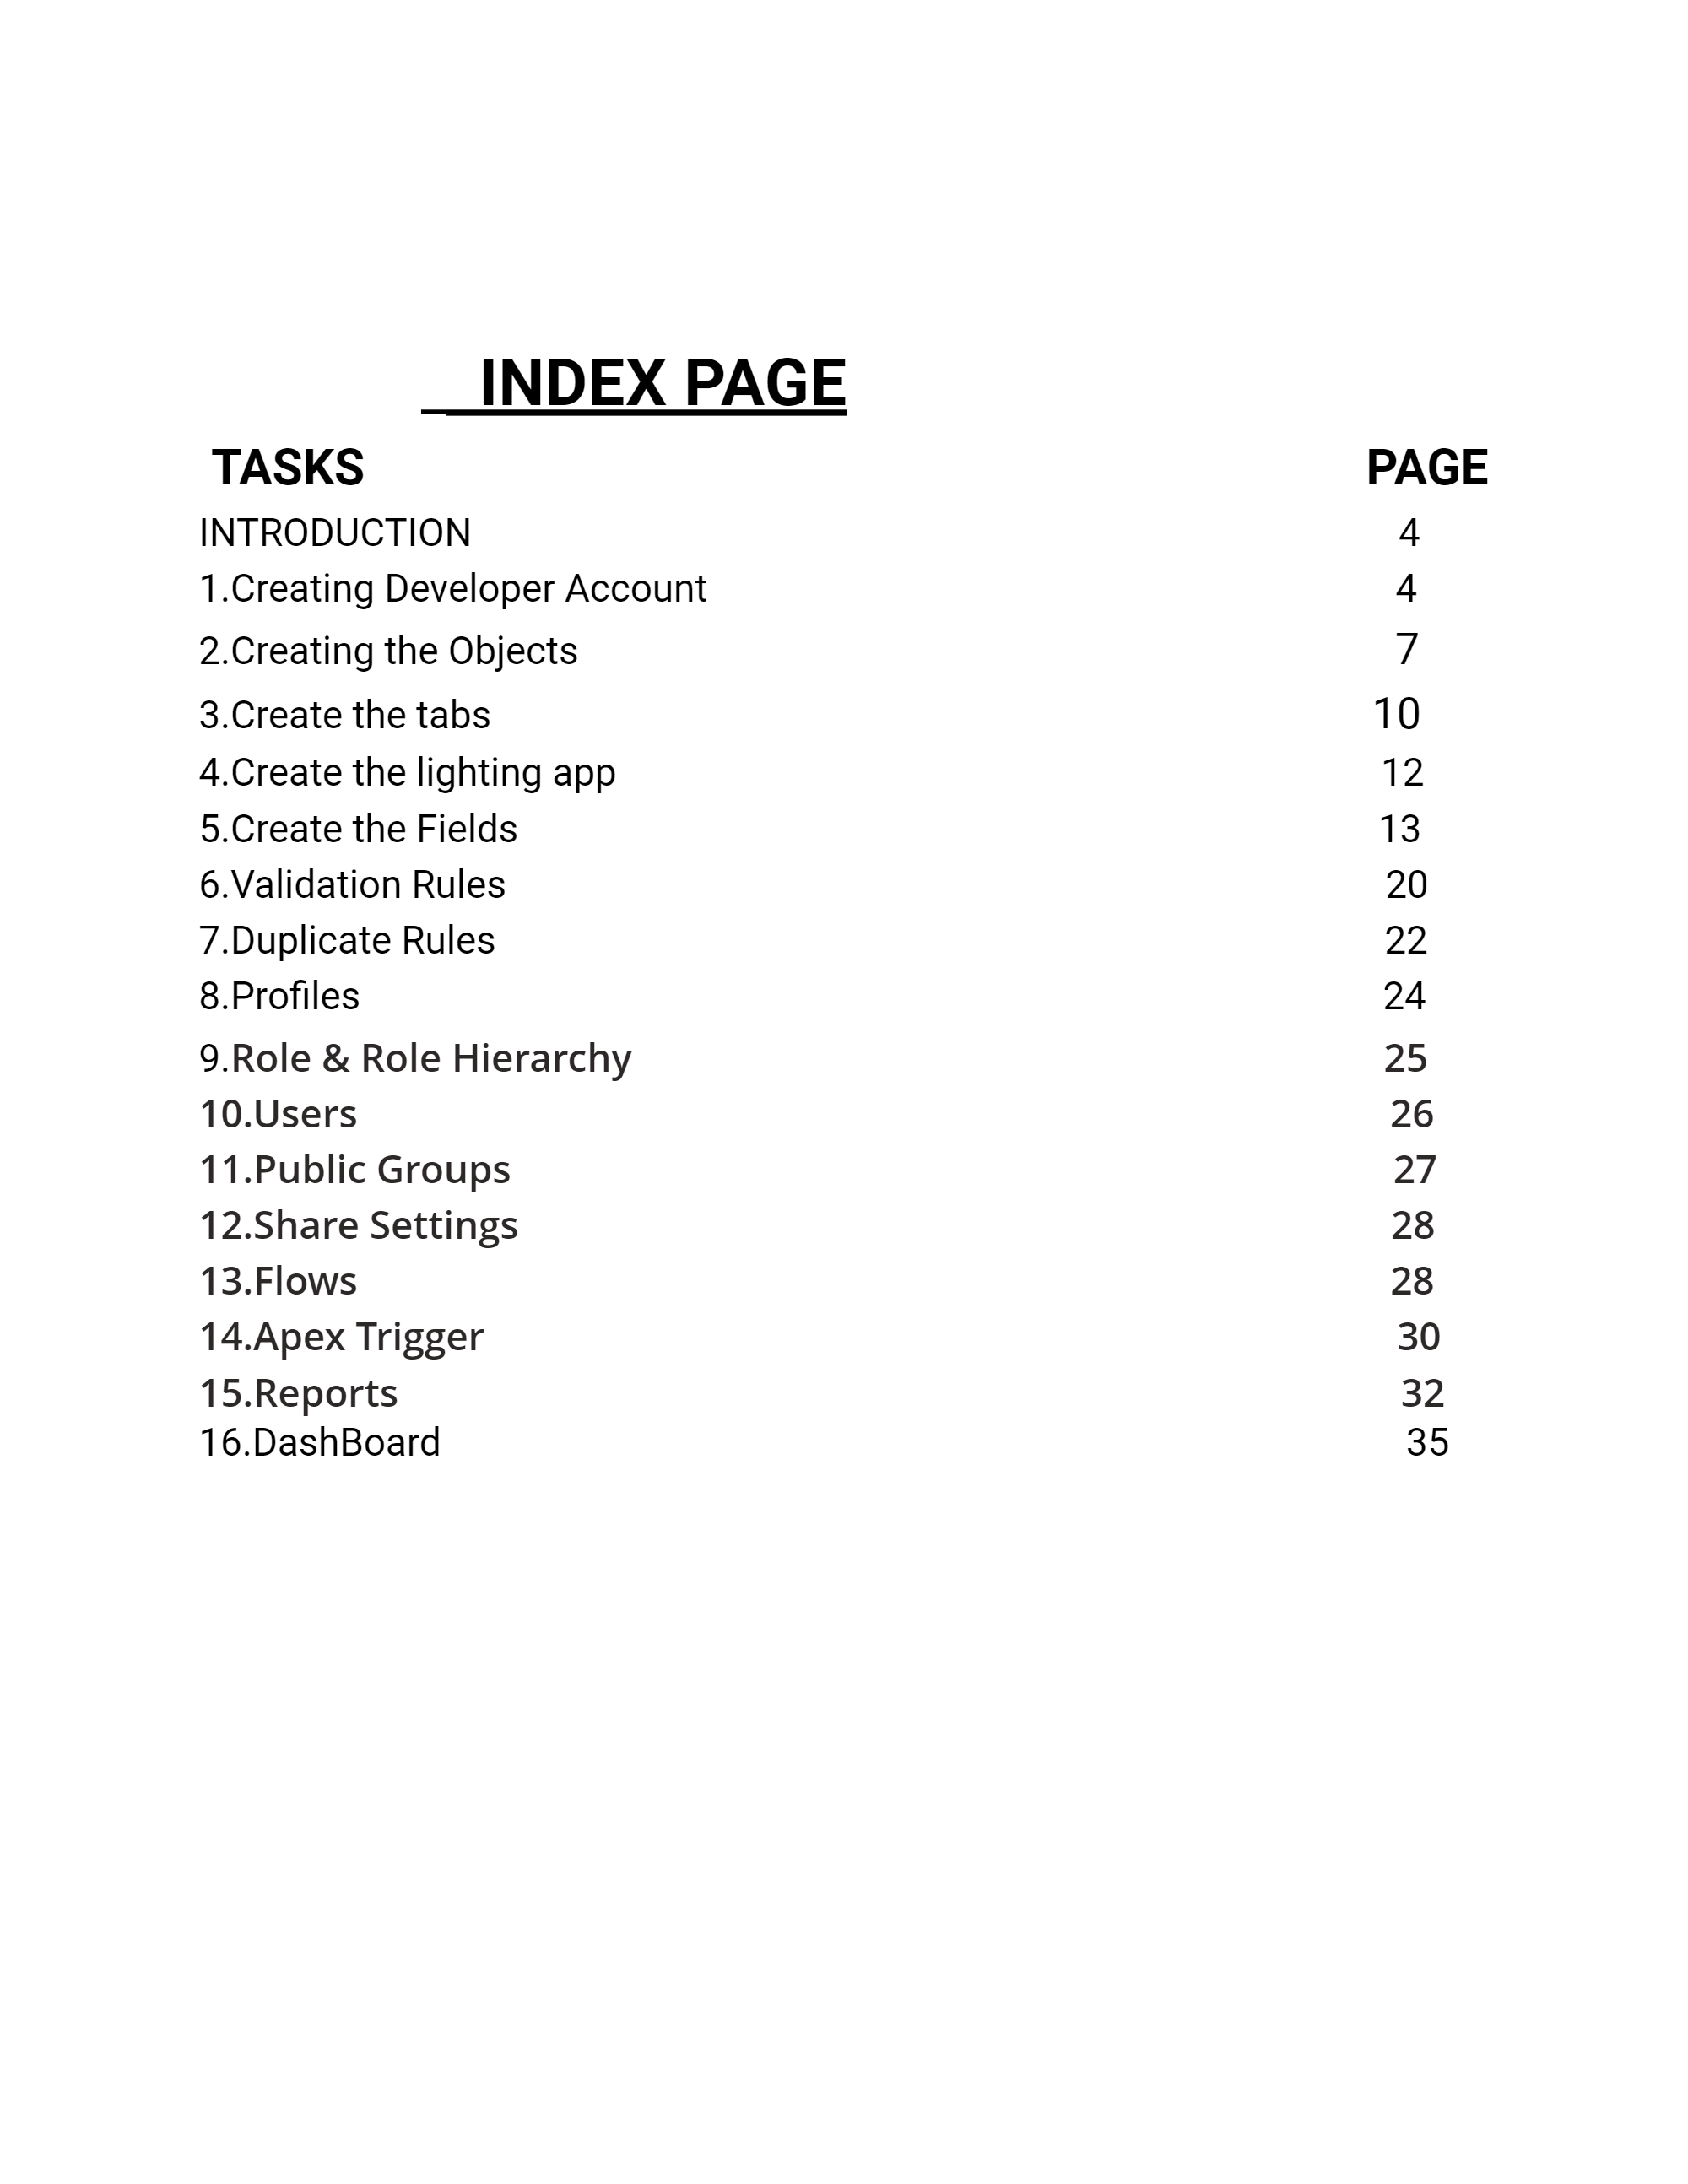 INDEX PAGE
TASKS PAGE
INTRODUCTION 4
1.Creating Developer Account 4
2.Creating the Objects 7
3.Create the tabs 10
4.Create the lighting app 12
5.Create the Fields 13
6.Validation Rules 20
7.Duplicate Rules 22
8.Profiles 24
9.Role & Role Hierarchy 25
10.Users 26
11.Public Groups 27
12.Share Settings 28
13.Flows 28
14.Apex Trigger 30
15.Reports 32
16.DashBoard 35